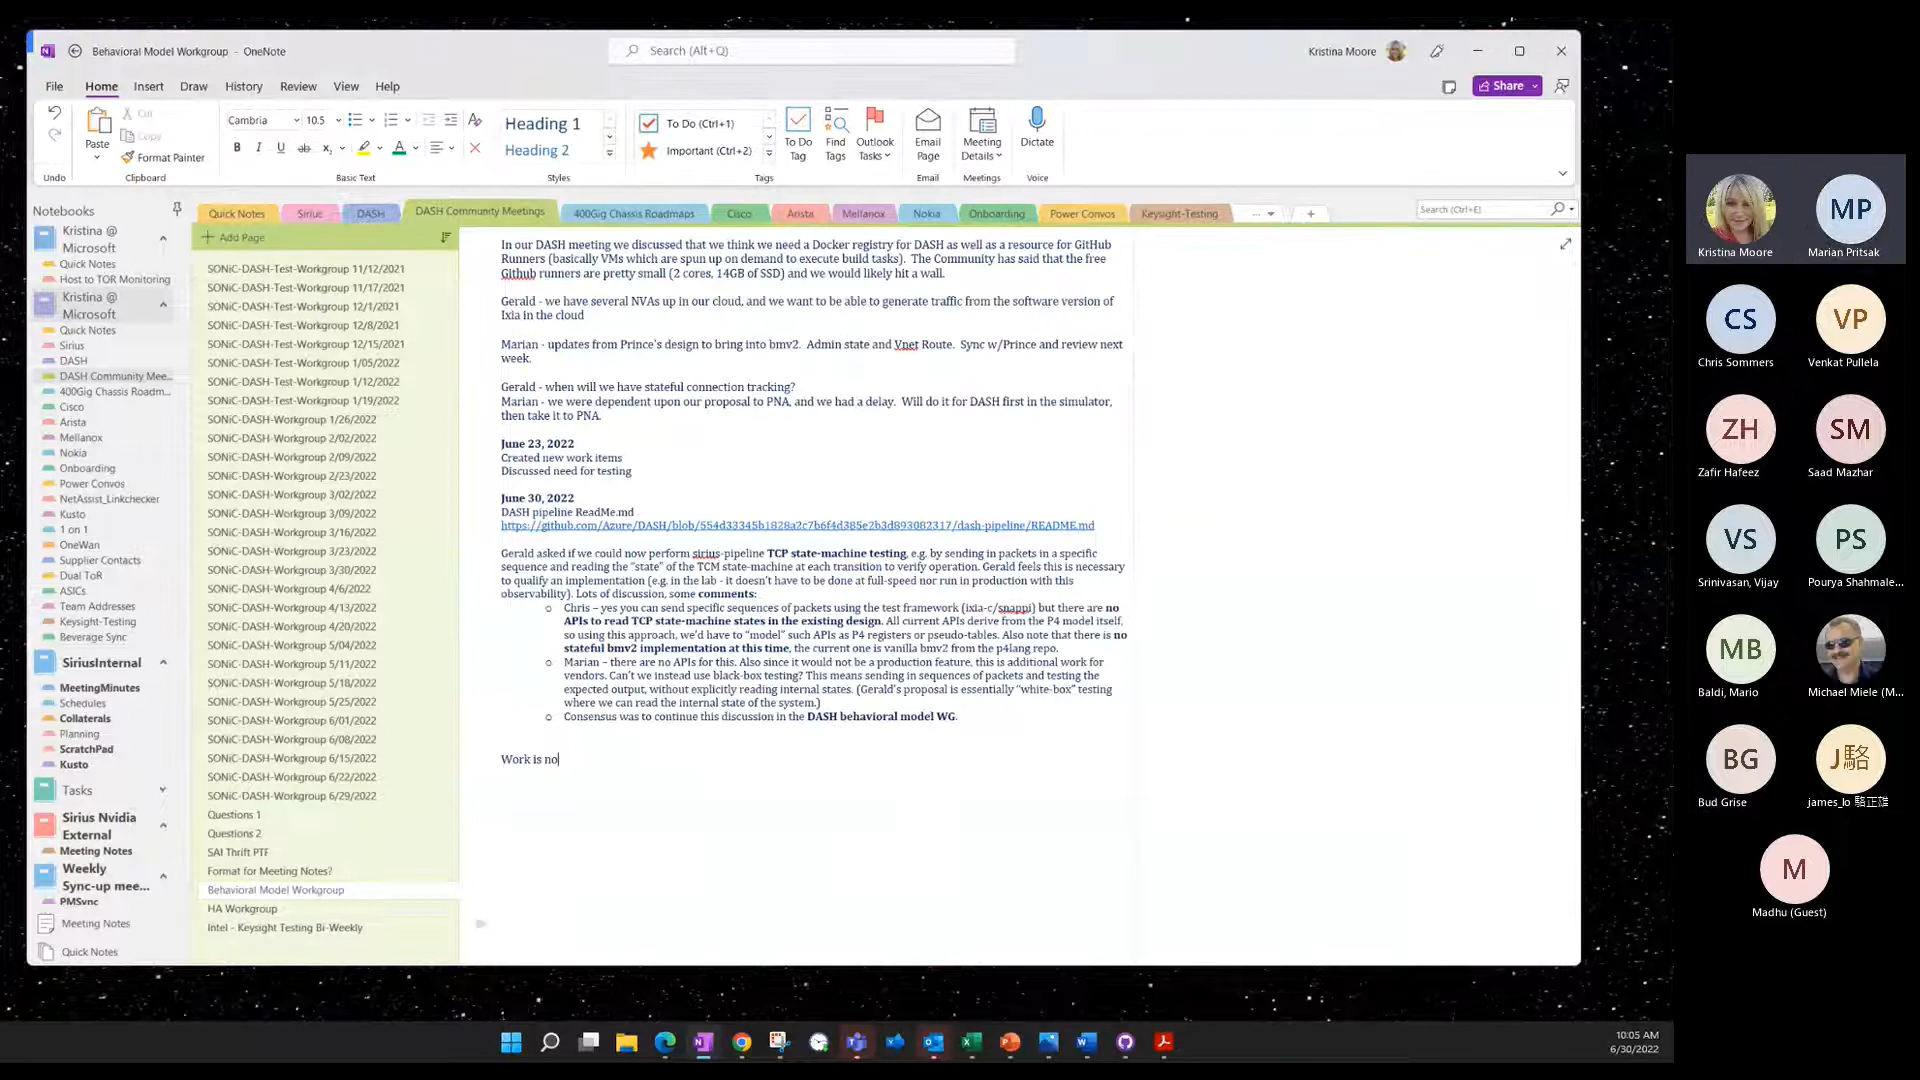 Behavioral Model Workgroup - OneNote
Search (Alt+Q)
Kristina Moore
File Home Insert Draw History Review View Help
Share
Paste
Cut
Copy
Format Painter
Cambria 10.5
Heading 1
Heading 2
To Do (Ctrl+1)
Important (Ctrl+2)
To Do Tag
Find Tags
Outlook Tasks
Email Page
Meeting Details
Dictate
Undo Clipboard Basic Text Styles Tags Email Meetings Voice
Notebooks
Quick Notes Sirius DASH DASH Community Meetings 400Gig Chassis Roadmaps Cisco Arista Mellanox Nokia Onboarding Power Convos Keysight-Testing ... +
Search (Ctrl+E)
Kristina @
Microsoft
Quick Notes
Host to TOR Monitoring
Kristina @
Microsoft
Quick Notes
Sirius
DASH
DASH Community Mee...
400Gig Chassis Roadm...
Cisco
Arista
Mellanox
Nokia
Onboarding
Power Convos
NetAssist_Linkchecker
Kusto
1 on 1
OneWan
Supplier Contacts
Dual ToR
ASICs
Team Addresses
Keysight-Testing
Beverage Sync
SiriusInternal
MeetingMinutes
Schedules
Collaterals
Planning
ScratchPad
Kusto
Tasks
Sirius Nvidia
External
Meeting Notes
Weekly
Sync-up mee...
PMSync
Meeting Notes
Quick Notes
Add Page
SONiC-DASH-Test-Workgroup 11/12/2021
SONiC-DASH-Test-Workgroup 11/17/2021
SONiC-DASH-Test-Workgroup 12/1/2021
SONiC-DASH-Test-Workgroup 12/8/2021
SONiC-DASH-Test-Workgroup 12/15/2021
SONiC-DASH-Test-Workgroup 1/05/2022
SONiC-DASH-Test-Workgroup 1/12/2022
SONiC-DASH-Test-Workgroup 1/19/2022
SONiC-DASH-Workgroup 1/26/2022
SONiC-DASH-Workgroup 2/02/2022
SONiC-DASH-Workgroup 2/09/2022
SONiC-DASH-Workgroup 2/23/2022
SONiC-DASH-Workgroup 3/02/2022
SONiC-DASH-Workgroup 3/09/2022
SONiC-DASH-Workgroup 3/16/2022
SONiC-DASH-Workgroup 3/23/2022
SONiC-DASH-Workgroup 3/30/2022
SONiC-DASH-Workgroup 4/6/2022
SONiC-DASH-Workgroup 4/13/2022
SONiC-DASH-Workgroup 4/20/2022
SONiC-DASH-Workgroup 5/04/2022
SONiC-DASH-Workgroup 5/11/2022
SONiC-DASH-Workgroup 5/18/2022
SONiC-DASH-Workgroup 5/25/2022
SONiC-DASH-Workgroup 6/01/2022
SONiC-DASH-Workgroup 6/08/2022
SONiC-DASH-Workgroup 6/15/2022
SONiC-DASH-Workgroup 6/22/2022
SONiC-DASH-Workgroup 6/29/2022
Questions 1
Questions 2
SAI Thrift PTF
Format for Meeting Notes?
Behavioral Model Workgroup
HA Workgroup
Intel - Keysight Testing Bi-Weekly
In our DASH meeting we discussed that we think we need a Docker registry for DASH as well as a resource for GitHub
Runners (basically VMs which are spun up on demand to execute build tasks). The Community has said that the free
Github runners are pretty small (2 cores, 14GB of SSD) and we would likely hit a wall.
Gerald - we have several NVAs up in our cloud, and we want to be able to generate traffic from the software version of
Ixia in the cloud
Marian - updates from Prince's design to bring into bmv2. Admin state and Vnet Route. Sync w/Prince and review next
week.
Gerald - when will we have stateful connection tracking?
Marian - we were dependent upon our proposal to PNA, and we had a delay. Will do it for DASH first in the simulator,
then take it to PNA.
June 23, 2022
Created new work items
Discussed need for testing
June 30, 2022
DASH pipeline ReadMe.md
https://github.com/Azure/DASH/blob/554d33345b1828a2c7b6f4d385e2b3d893082317/dash-pipeline/README.md
Gerald asked if we could now perform sirius-pipeline TCP state-machine testing, e.g. by sending in packets in a specific
sequence and reading the “state” of the TCM state-machine at each transition to verify operation. Gerald feels this is necessary
to qualify an implementation (e.g. in the lab - it doesn't have to be done at full-speed nor run in production with this
observability). Lots of discussion, some comments:
o Chris – yes you can send specific sequences of packets using the test framework (ixia-c/snappi) but there are no
APIs to read TCP state-machine states in the existing design. All current APIs derive from the P4 model itself,
so using this approach, we'd have to “model” such APIs as P4 registers or pseudo-tables. Also note that there is no
stateful bmv2 implementation at this time, the current one is vanilla bmv2 from the p4lang repo.
o Marian – there are no APIs for this. Also since it would not be a production feature, this is additional work for
vendors. Can't we instead use black-box testing? This means sending in sequences of packets and testing the
expected output, without explicitly reading internal states. (Gerald's proposal is essentially “white-box” testing
where we can read the internal state of the system.)
o Consensus was to continue this discussion in the DASH behavioral model WG.
Work is no
Kristina Moore
MP
Marian Pritsak
CS
Chris Sommers
VP
Venkat Pullela
ZH
Zafir Hafeez
SM
Saad Mazhar
VS
Srinivasan, Vijay
PS
Pourya Shahmale...
MB
Baldi, Mario
Michael Miele (M...
BG
Bud Grise
J駱
james_lo 駱正雄
M
Madhu (Guest)
10:05 AM
6/30/2022